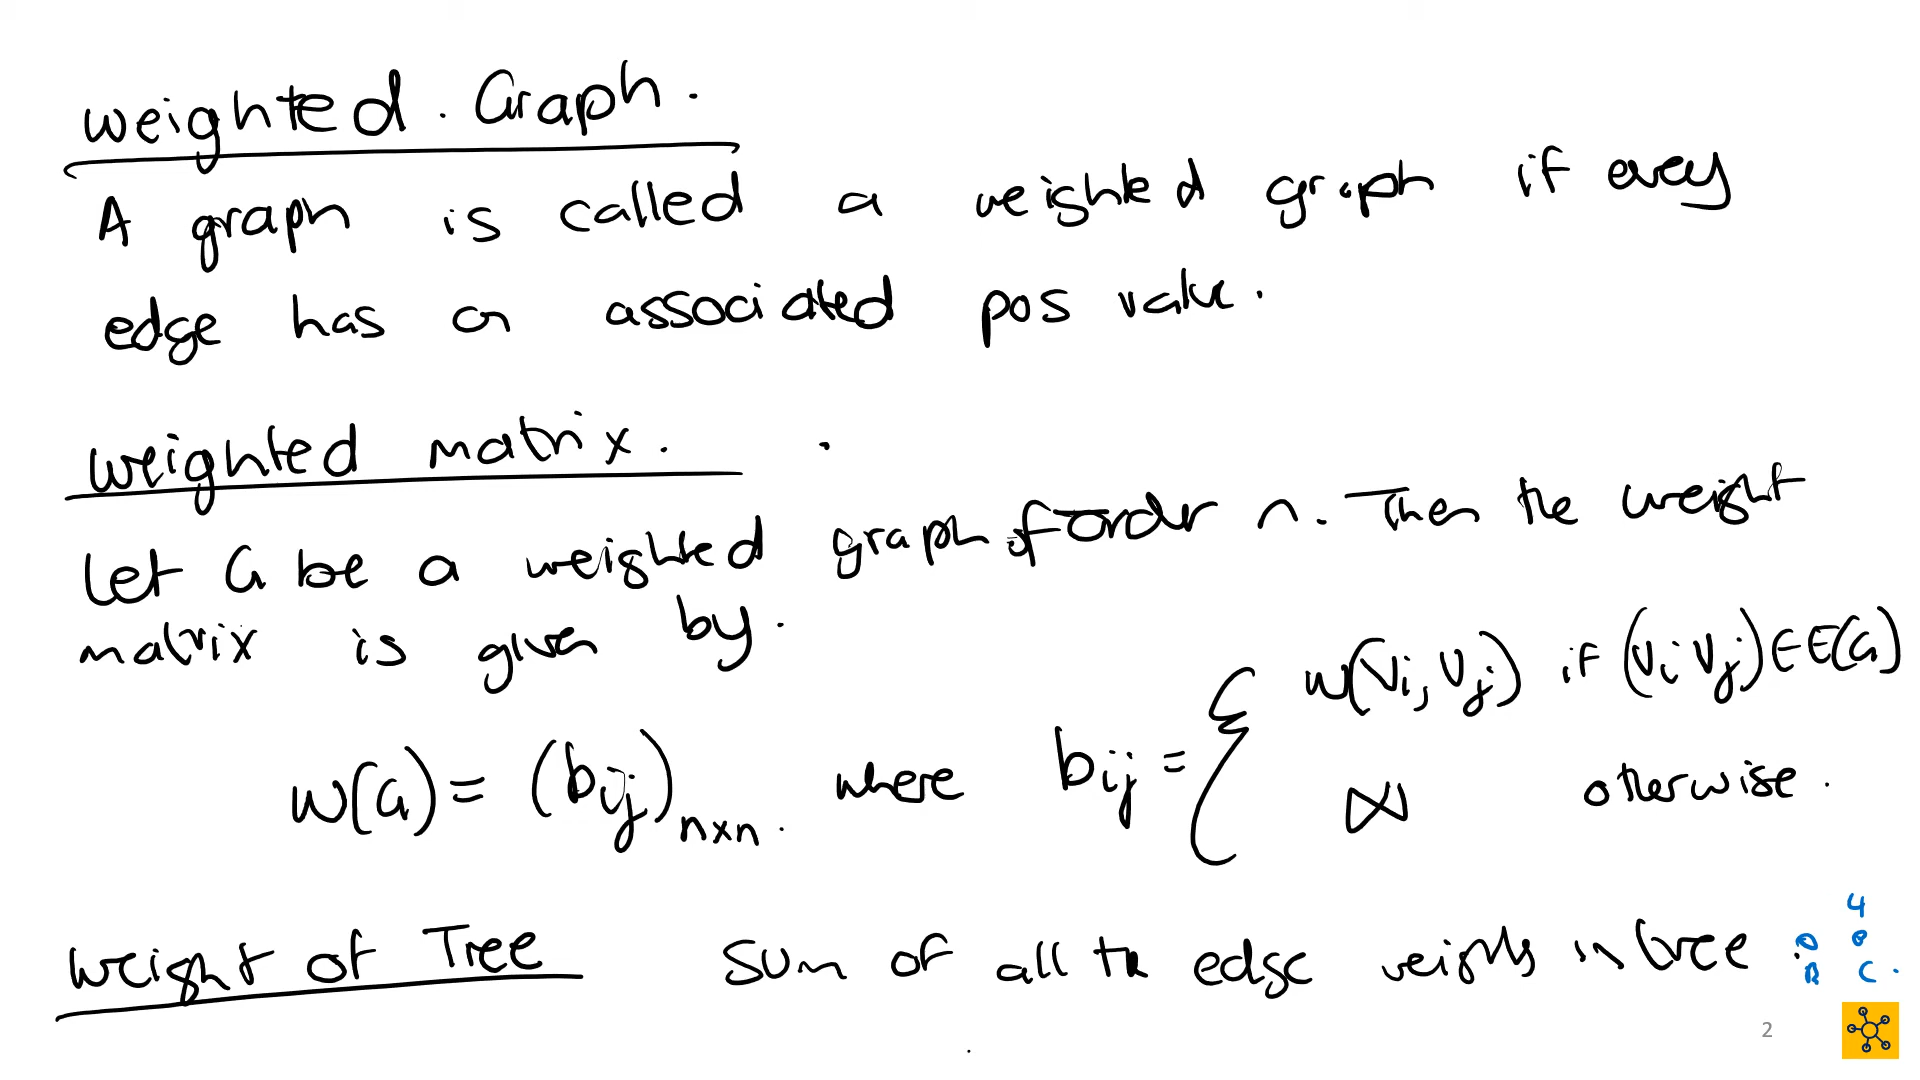 weighted. Graph.
A graph is called a weighted graph if every
edge has an associated pos value.
weighted matrix.
Let G be a weighted graph of order n. Then the weight
matrix is given by.
w(G) = (bij)n×n. where bij = { w(vi, vj) if (vi vj) ∈ E(G)
∞ otherwise.
weight of Tree Sum of all the edge weights in tree.
4
B C.
2